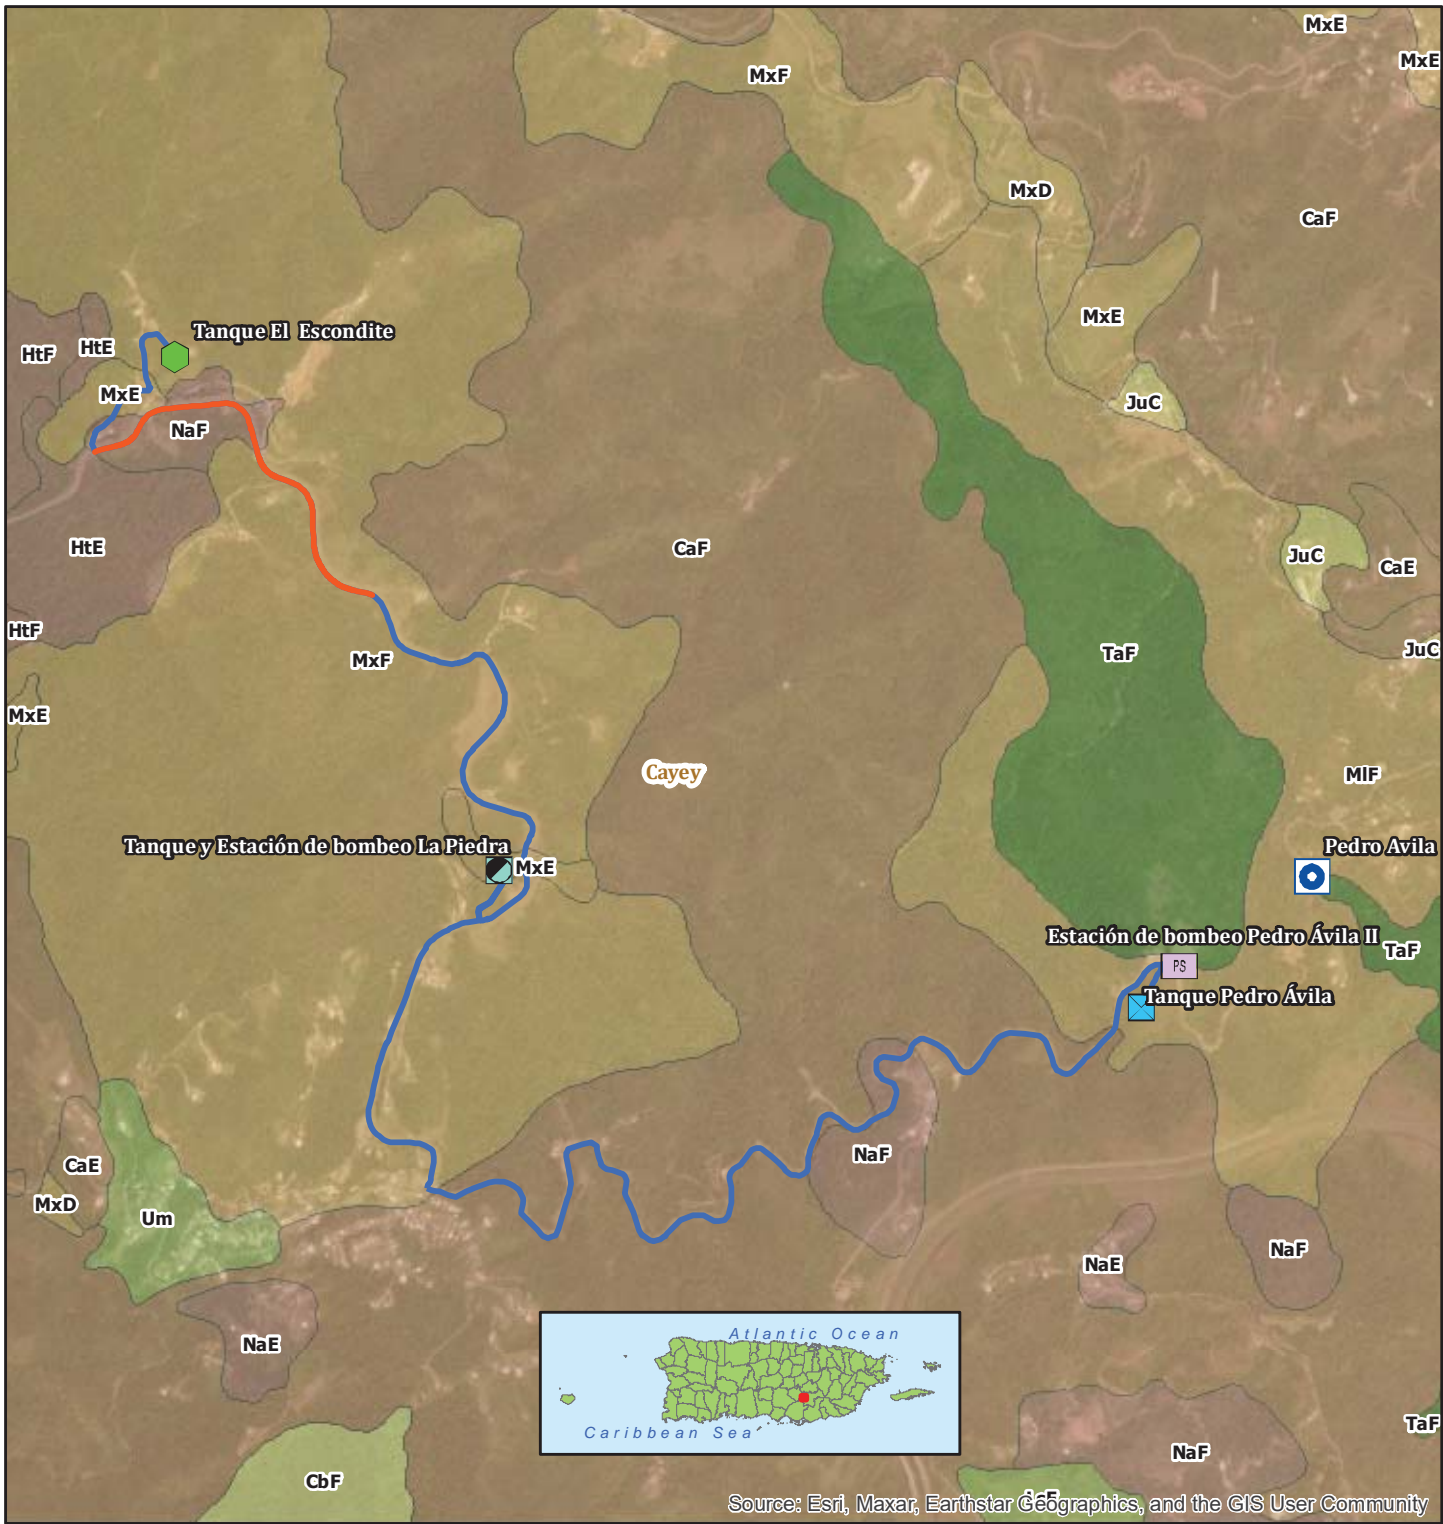 MxE
MxE
MxF
MxD
CaF
MxE
Tanque El Escondite
HtE
HtF
MxE
JuC
NaF
HtE
CaF
JuC
CaE
HtF
JuC
TaF
MxF
MxE
Cayey
MlF
Tanque y Estación de bombeo La Piedra
Pedro Avila
MxE
Estación de bombeo Pedro Ávila II
TaF
PS
Tanque Pedro Ávila
NaF
CaE
MxD
Um
NaF
NaE
NaE
Atlantic Ocean
Caribbean Sea
TaF
NaF
CbF
Source: Esri, Maxar, Earthstar Geographics, and the GIS User Community